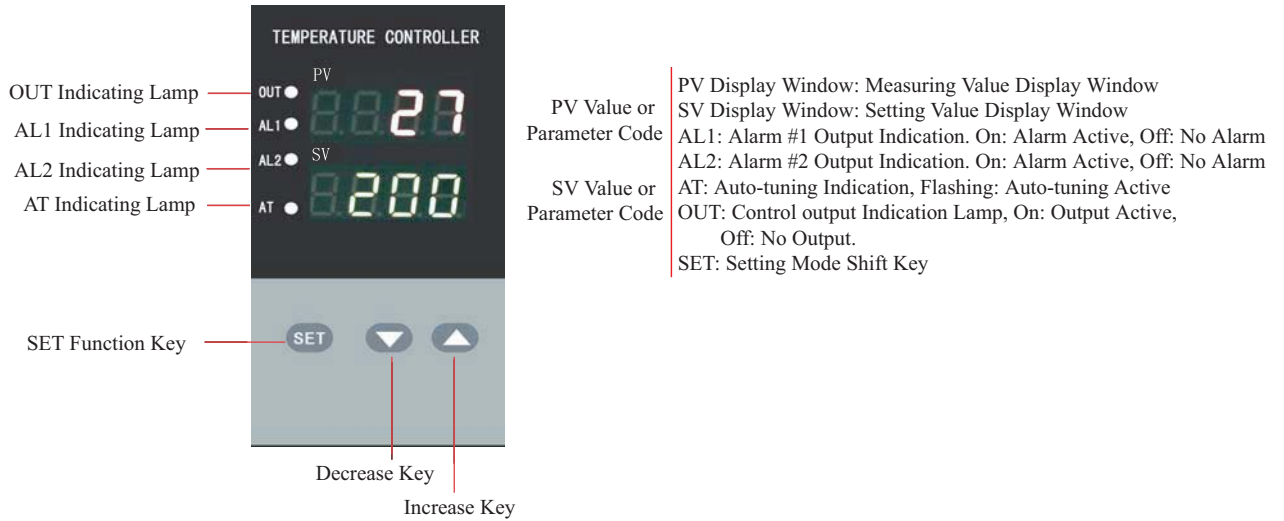 TEMPERATURE CONTROLLER
PV
OUT
27
AL1
AL2
SV
AT
200
SET
OUT Indicating Lamp
AL1 Indicating Lamp
AL2 Indicating Lamp
AT Indicating Lamp
SET Function Key
Decrease Key
Increase Key
PV Value or
Parameter Code
SV Value or
Parameter Code
PV Display Window: Measuring Value Display Window
SV Display Window: Setting Value Display Window
AL1: Alarm #1 Output Indication. On: Alarm Active, Off: No Alarm
AL2: Alarm #2 Output Indication. On: Alarm Active, Off: No Alarm
AT: Auto-tuning Indication, Flashing: Auto-tuning Active
OUT: Control output Indication Lamp, On: Output Active,
Off: No Output.
SET: Setting Mode Shift Key